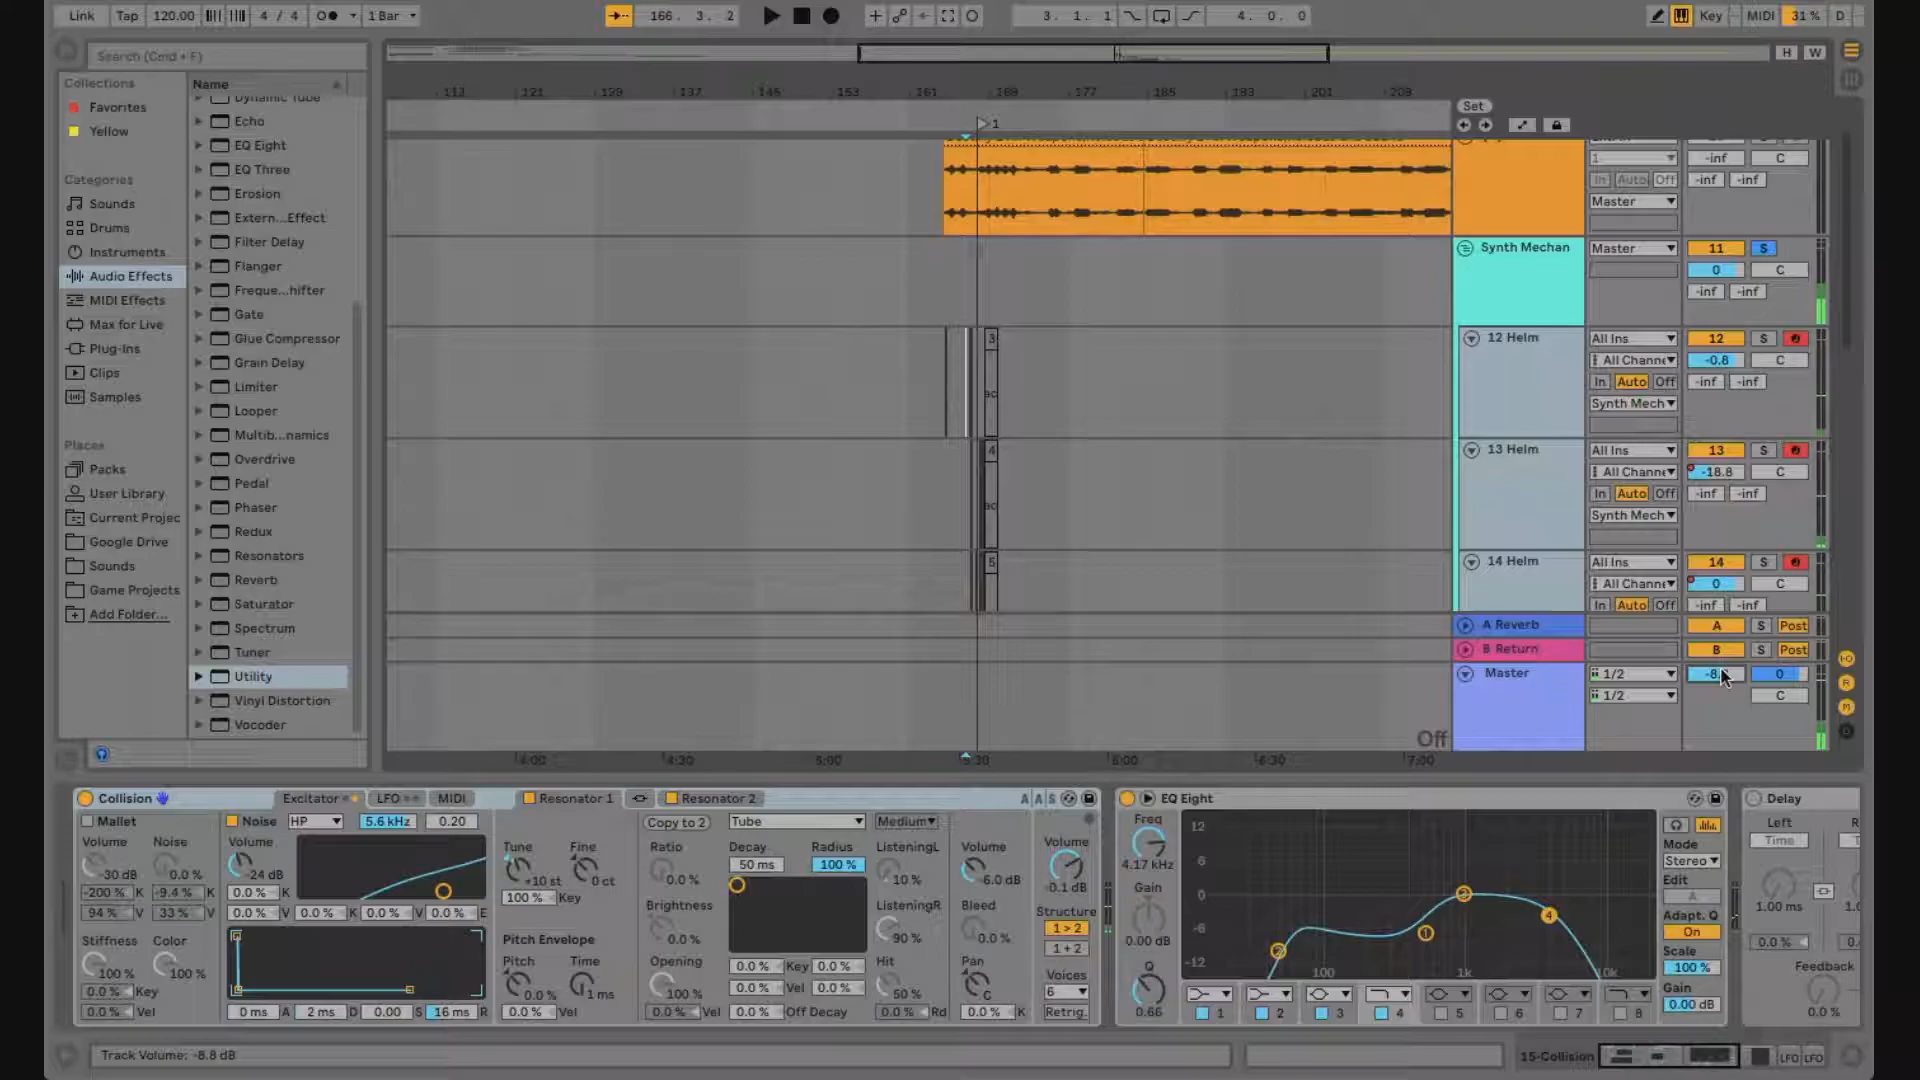 Link Tap 120.00 4 / 4 1 Bar 166. 3. 2 3. 1. 1 4. 0. 0 Key MIDI 31 % D
Search (Cmd + F) H W
Collections
Favorites
Yellow
Categories
Sounds
Drums
Instruments
Audio Effects
MIDI Effects
Max for Live
Plug-Ins
Clips
Samples
Places
Packs
User Library
Current Projec
Google Drive
Sounds
Game Projects
Add Folder...
Name
Dynamic Tube
Echo
EQ Eight
EQ Three
Erosion
Extern...Effect
Filter Delay
Flanger
Freque...hifter
Gate
Glue Compressor
Grain Delay
Limiter
Looper
Multib...namics
Overdrive
Pedal
Phaser
Redux
Resonators
Reverb
Saturator
Spectrum
Tuner
Utility
Vinyl Distortion
Vocoder
113 121 129 137 145 153 161 169 177 185 193 201 209
Set
1
1 -inf C
In Auto Off -inf -inf
Master
Synth Mechan Master 11 S
0 C
-inf -inf
3 12 Helm All Ins 12 S
All Channe -0.8 C
In Auto Off -inf -inf
Synth Mech
4 13 Helm All Ins 13 S
All Channe -18.8 C
In Auto Off -inf -inf
Synth Mech
5 14 Helm All Ins 14 S
All Channe 0 C
In Auto Off -inf -inf
A Reverb A S Post
B Return B S Post
Master 1/2 0
1/2 C
Off
4:00 4:30 5:00 5:30 6:00 6:30 7:00
Collision Excitator LFO MIDI Resonator 1 Resonator 2
Mallet Noise HP 5.6 kHz 0.20
Volume Noise Volume
-30 dB 0.0 % -24 dB
-200 % K -9.4 % K 0.0 % K
94 % V 33 % V 0.0 % V 0.0 % K 0.0 % V 0.0 % E
Stiffness Color
100 % 100 %
0.0 % Key
0.0 % Vel 0 ms A 2 ms D 0.00 S 16 ms R
Tune Fine
+10 st 0 ct
100 % Key
Pitch Envelope
Pitch Time
0.0 % 1 ms
0.0 % Vel
Copy to 2 Tube Medium
Ratio Decay Radius ListeningL Volume
0.0 % 50 ms 100 % 10 % -6.0 dB
Brightness ListeningR Bleed
0.0 % 90 % 0.0 %
Opening 0.0 % Key 0.0 % Hit Pan
100 % 0.0 % Vel 0.0 % 50 % C
0.0 % Vel 0.0 % Off Decay 0.0 % Rd 0.0 % K
Volume
-0.1 dB
Structure
1 > 2
1 + 2
Voices
6
Retrig.
EQ Eight
Freq
4.17 kHz
Gain
0.00 dB
Q
0.66
12
6
0
-6
-12
100 1k 10k
1 2 3 4 5 6 7 8
Mode
Stereo
Edit
A
Adapt. Q
On
Scale
100 %
Gain
0.00 dB
Delay
Left
Time
1.00 ms
0.0 %
Feedback
0.0 %
Track Volume: -8.8 dB 15-Collision LFO LFO